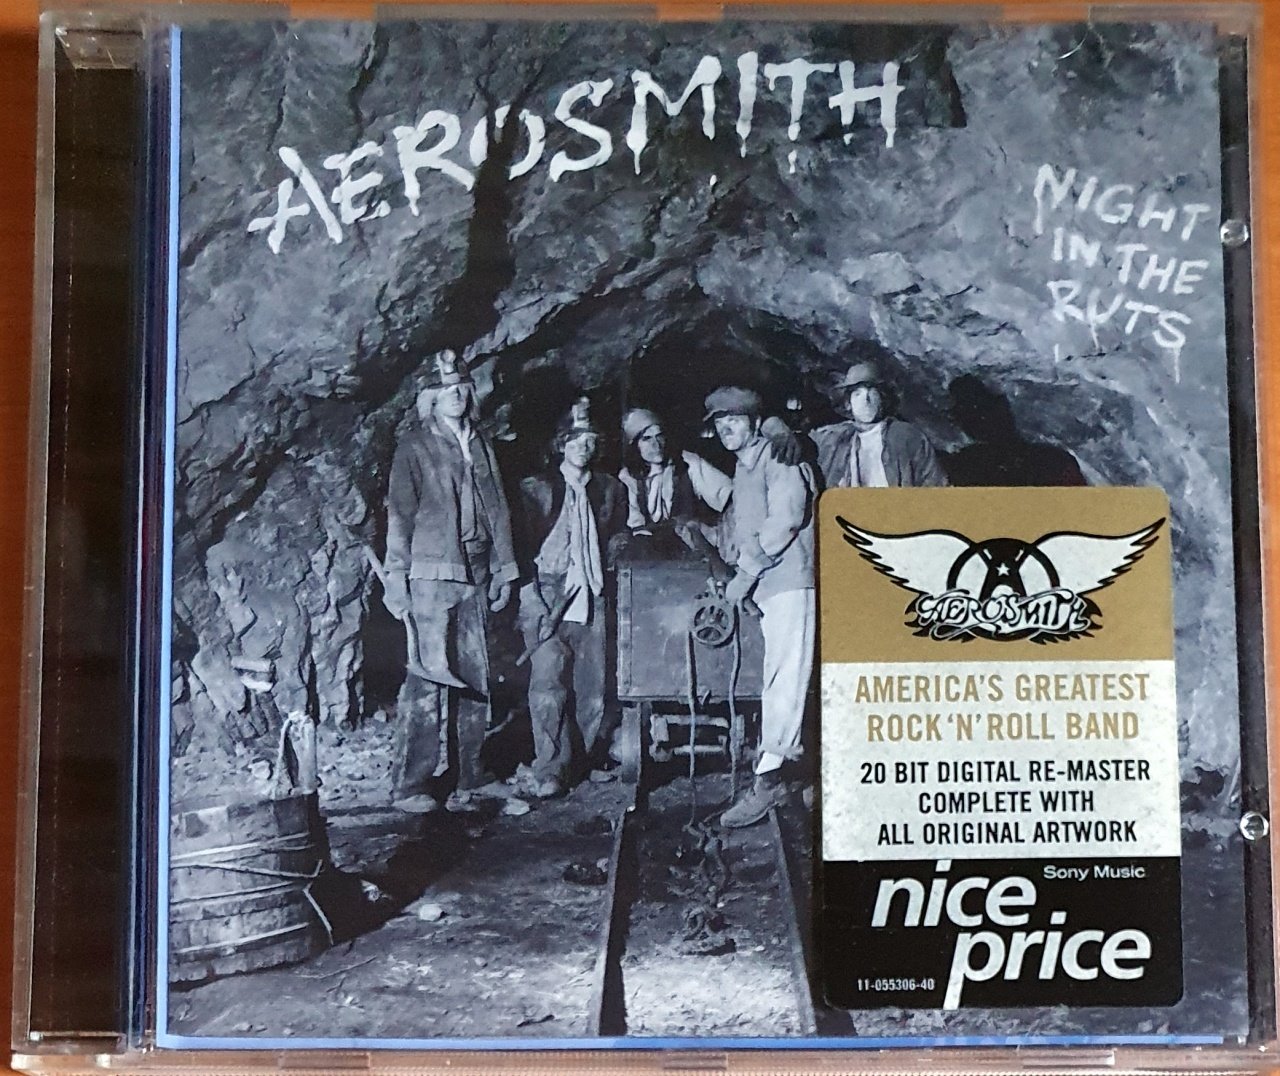 AEROSMITH
NIGHT
IN THE
RUTS
AEROSMITH
AMERICA'S GREATEST
ROCK 'N' ROLL BAND
20 BIT DIGITAL RE-MASTER
COMPLETE WITH
ALL ORIGINAL ARTWORK
Sony Music
nice
price
11-055306-40